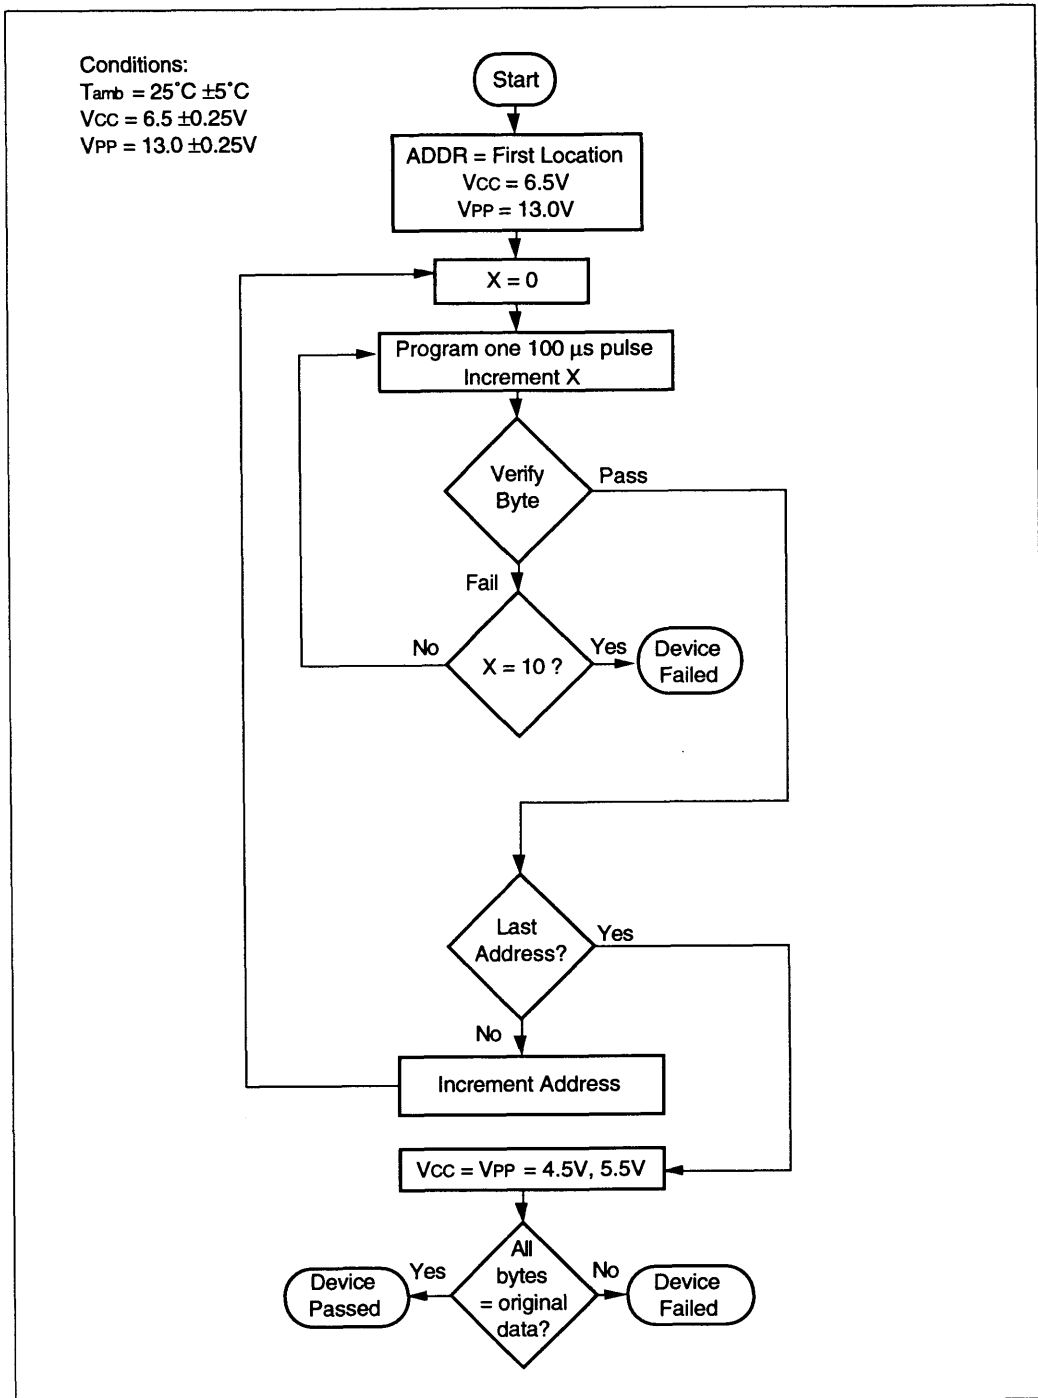 Conditions:
Tamb = 25°C ±5°C
VCC = 6.5 ±0.25V
VPP = 13.0 ±0.25V
Start
ADDR = First Location
VCC = 6.5V
VPP = 13.0V
X = 0
Program one 100 µs pulse
Increment X
Verify
Byte
Pass
Fail
No
X = 10 ?
Yes
Device
Failed
Last
Address?
Yes
No
Increment Address
VCC = VPP = 4.5V, 5.5V
Device
Passed
Yes
All
bytes
= original
data?
No
Device
Failed